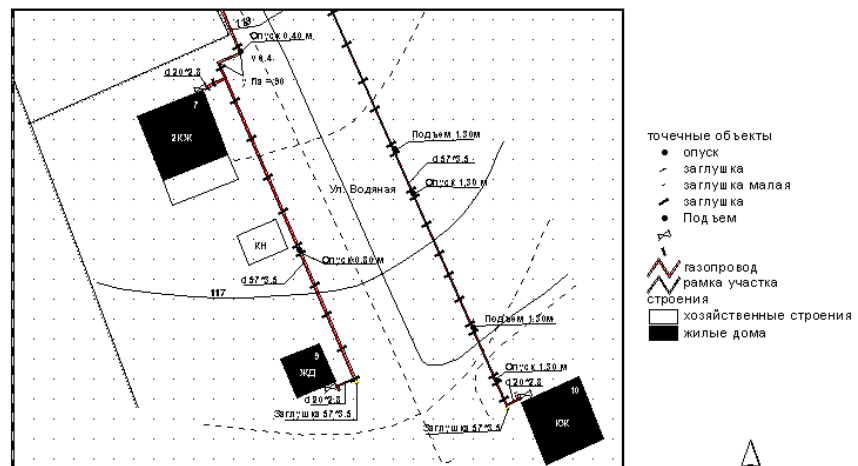 Опуск 0,40 м
d 20*2.8
7
2КЖ
Подъем 1.30м
d 57*3.5
Ул. Водяная
Опуск 1,30 м
КН
Опуск 0.80 м
d 57*3.5
117
Подъем 1.30м
9
ЖД
Опуск 1,30 м
d 20*2.8
10
d 20*2.8
КЖ
Заглушка 57*3.5
Заглушка 57*3.5
точечные объекты
опуск
заглушка
заглушка малая
заглушка
Подъем
газопровод
рамка участка
строения
хозяйственные строения
жилые дома